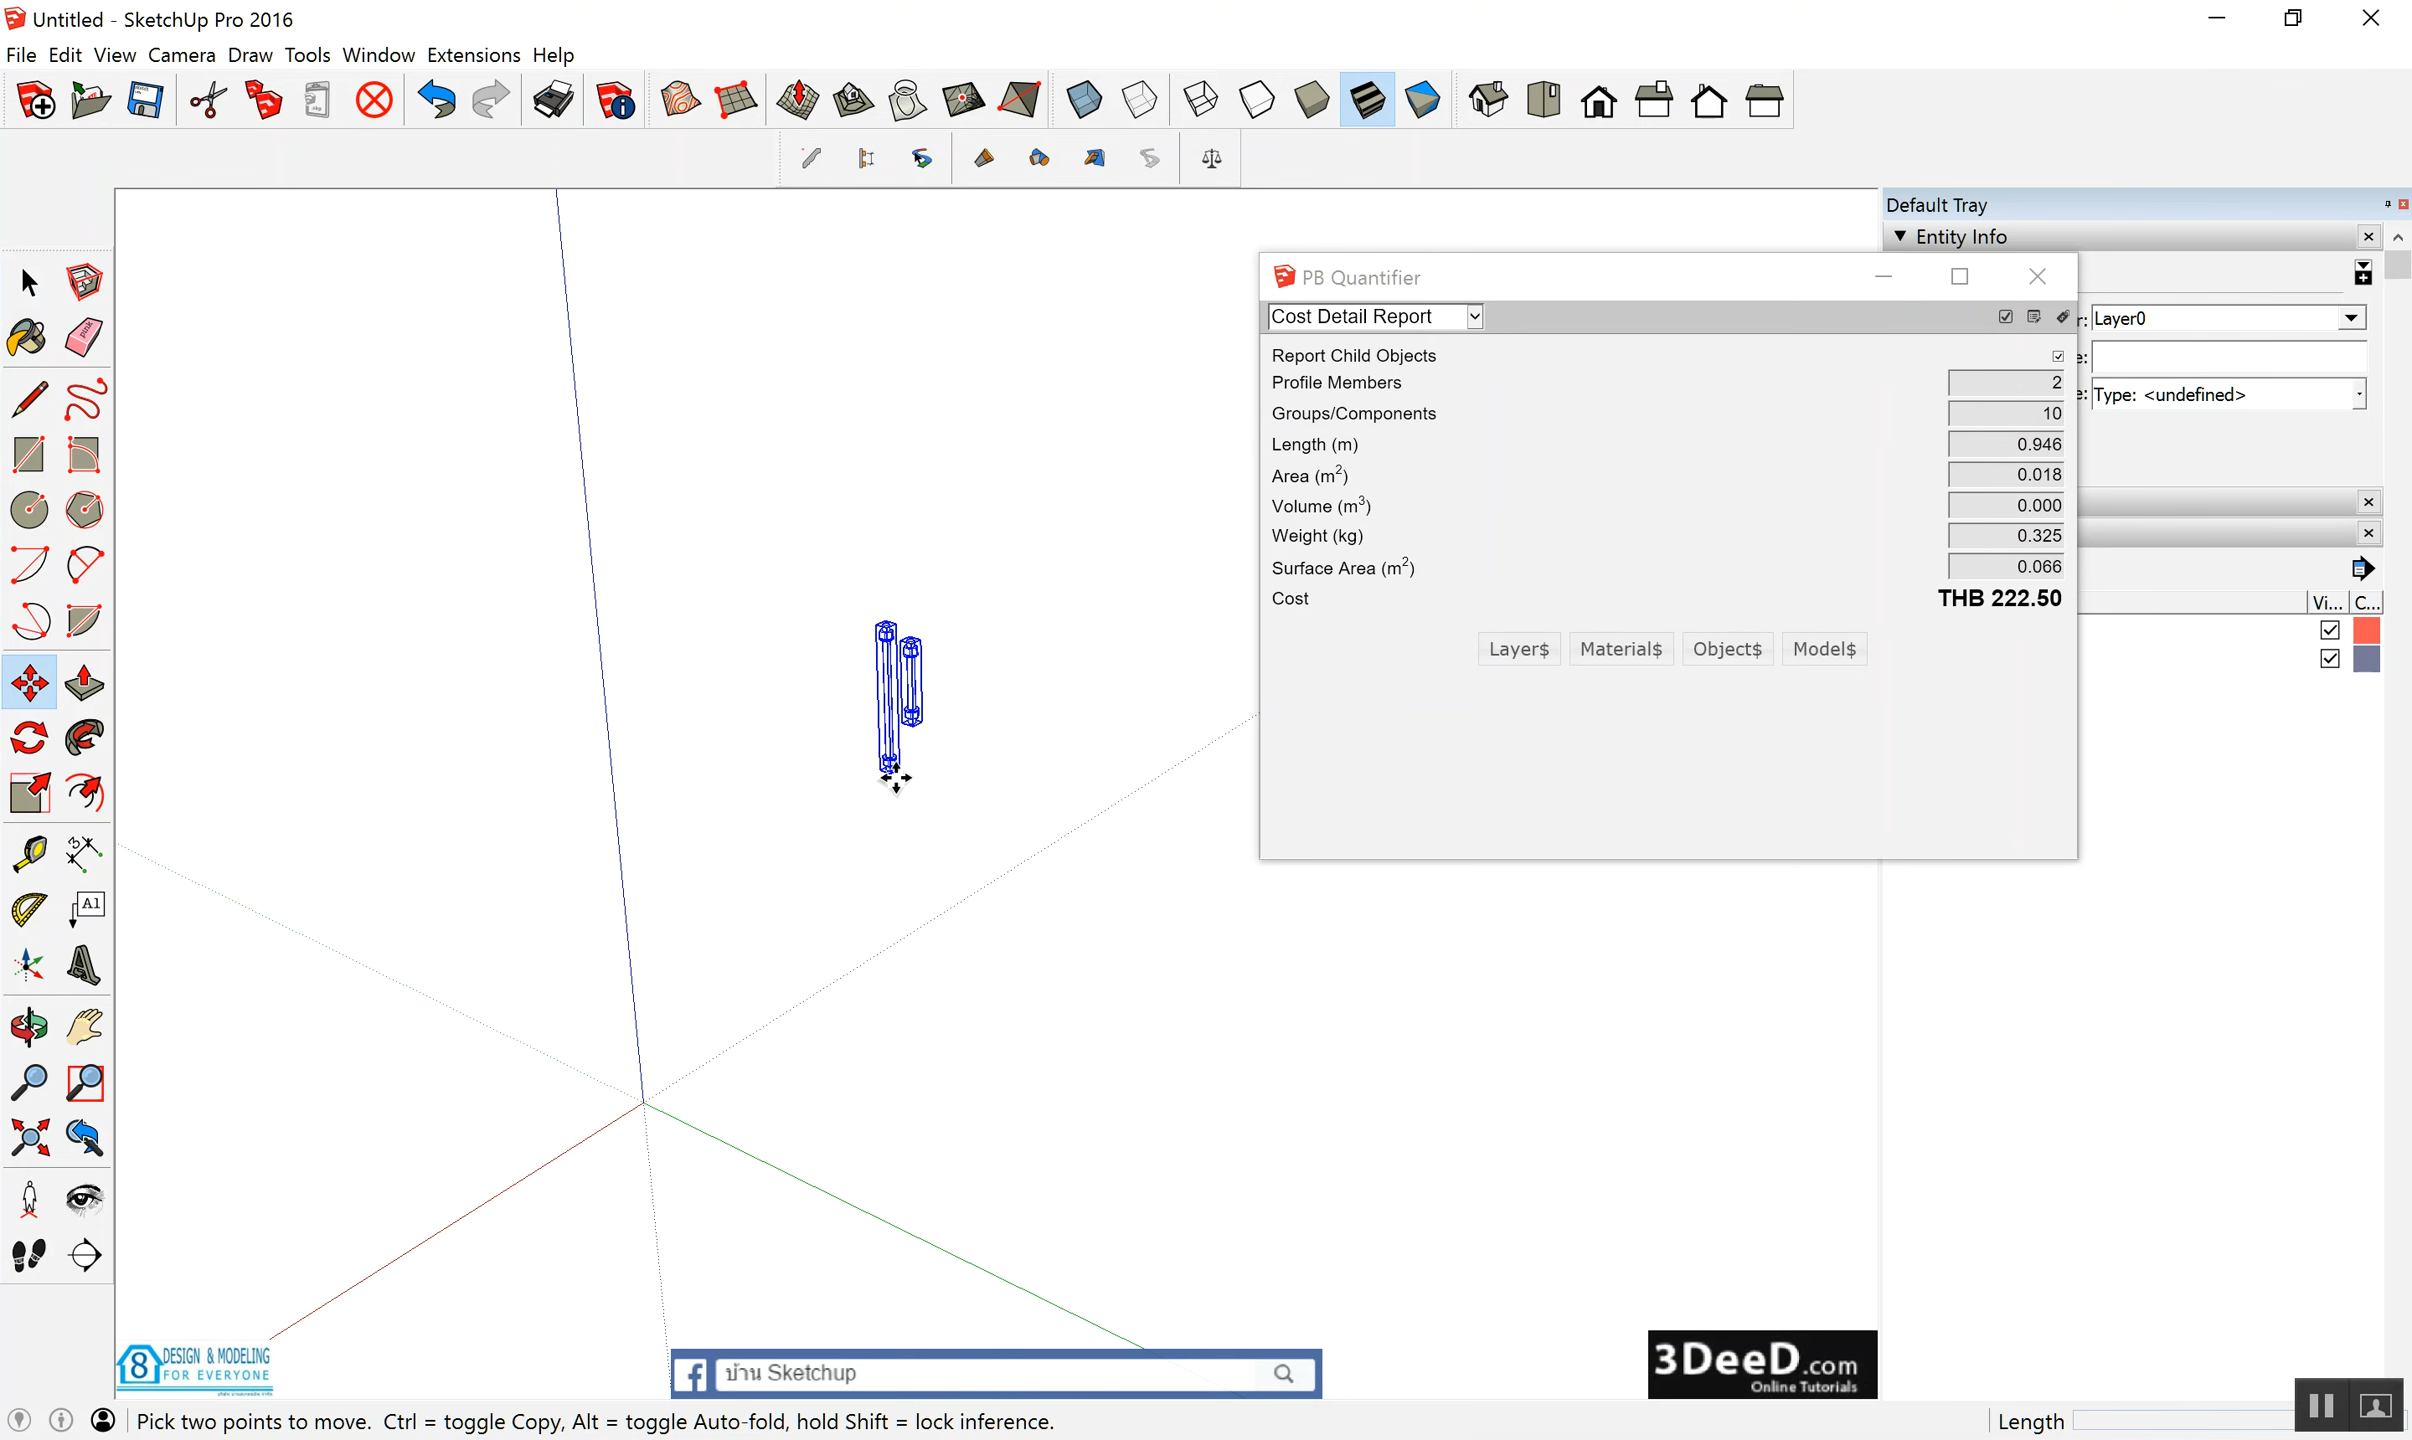 Untitled - SketchUp Pro 2016
File Edit View Camera Draw Tools Window Extensions Help
Default Tray
Entity Info
PB Quantifier
Cost Detail Report
r: Layer0
Report Child Objects
e:
Profile Members 2
e: Type: <undefined>
Groups/Components 10
Length (m) 0.946
Area (m2) 0.018
Volume (m3) 0.000
Weight (kg) 0.325
Surface Area (m2) 0.066
Cost THB 222.50
Vi... C...
Layer$ Material$ Object$ Model$
pink
3
A1
8 DESIGN & MODELING
FOR EVERYONE
f บ้าน Sketchup
3DeeD.com
Online Tutorials
Pick two points to move. Ctrl = toggle Copy, Alt = toggle Auto-fold, hold Shift = lock inference.
Length